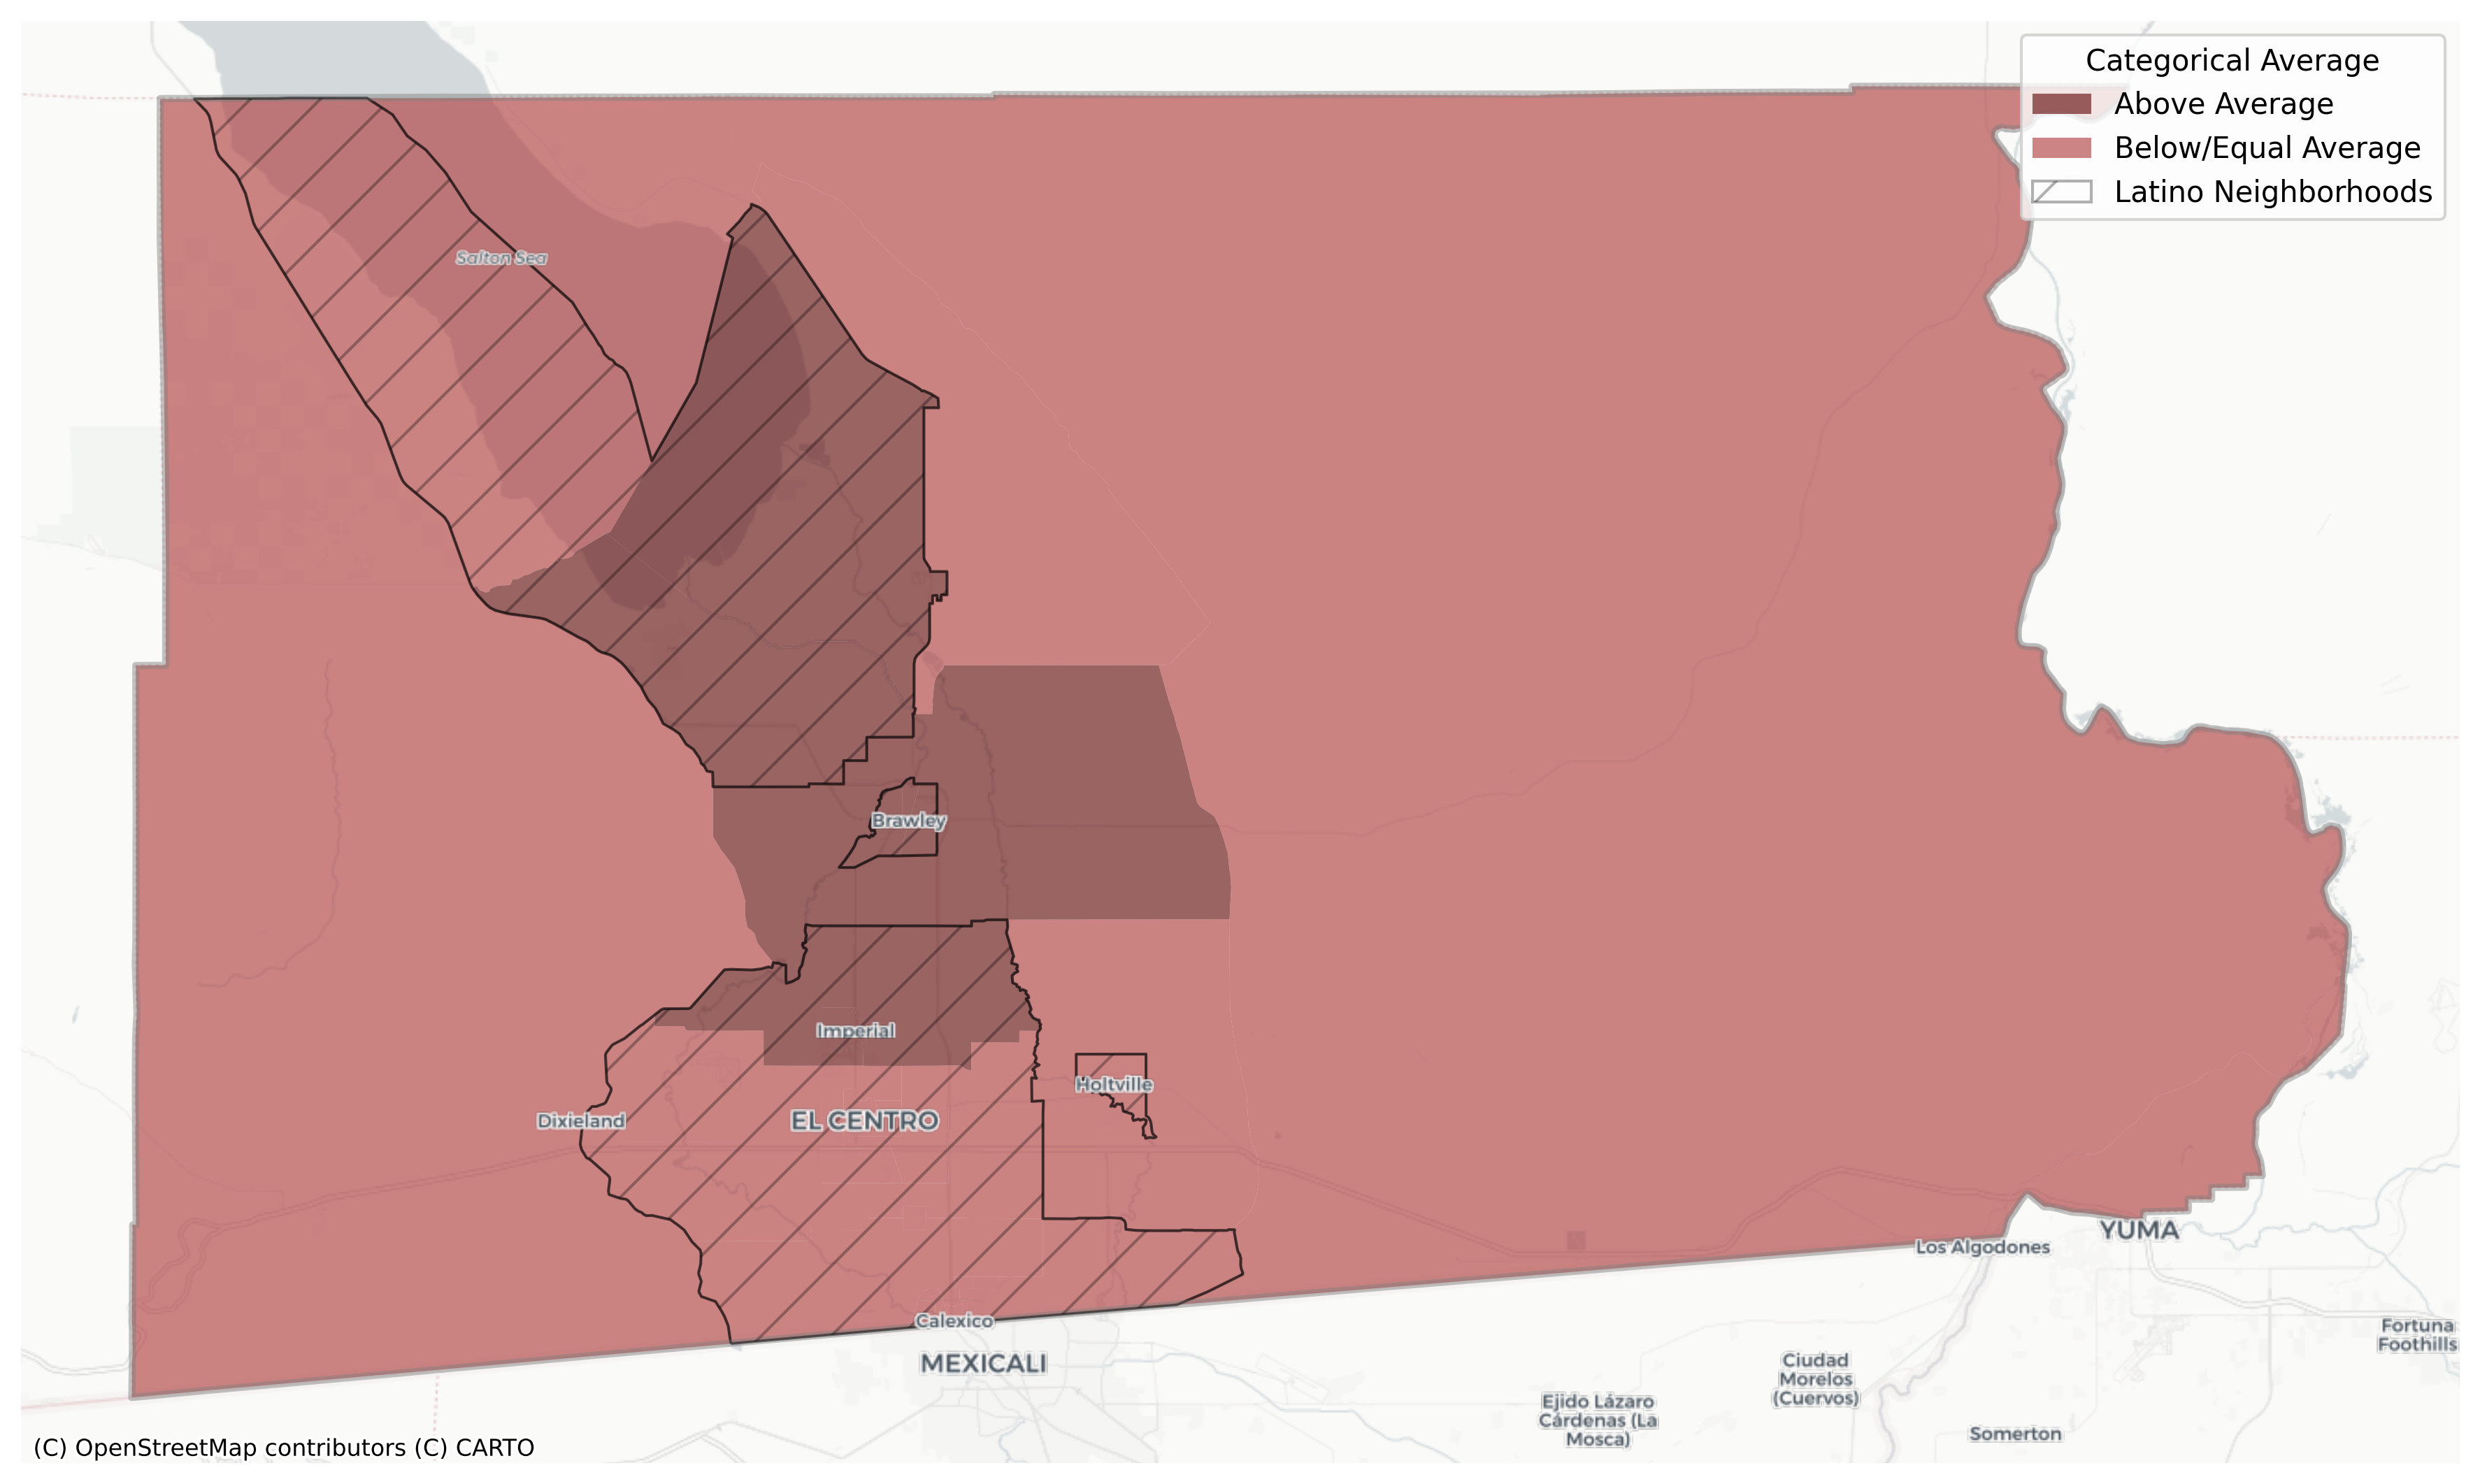 Categorical Average
Above Average
Below/Equal Average
Latino Neighborhoods
Salton Sea
Brawley
Imperial
Holtville
Dixieland
EL CENTRO
YUMA
Los Algodones
Calexico
MEXICALI
Fortuna
Foothills
Ciudad
Morelos
(Cuervos)
Ejido Lázaro
Cárdenas (La
Mosca)
Somerton
(C) OpenStreetMap contributors (C) CARTO